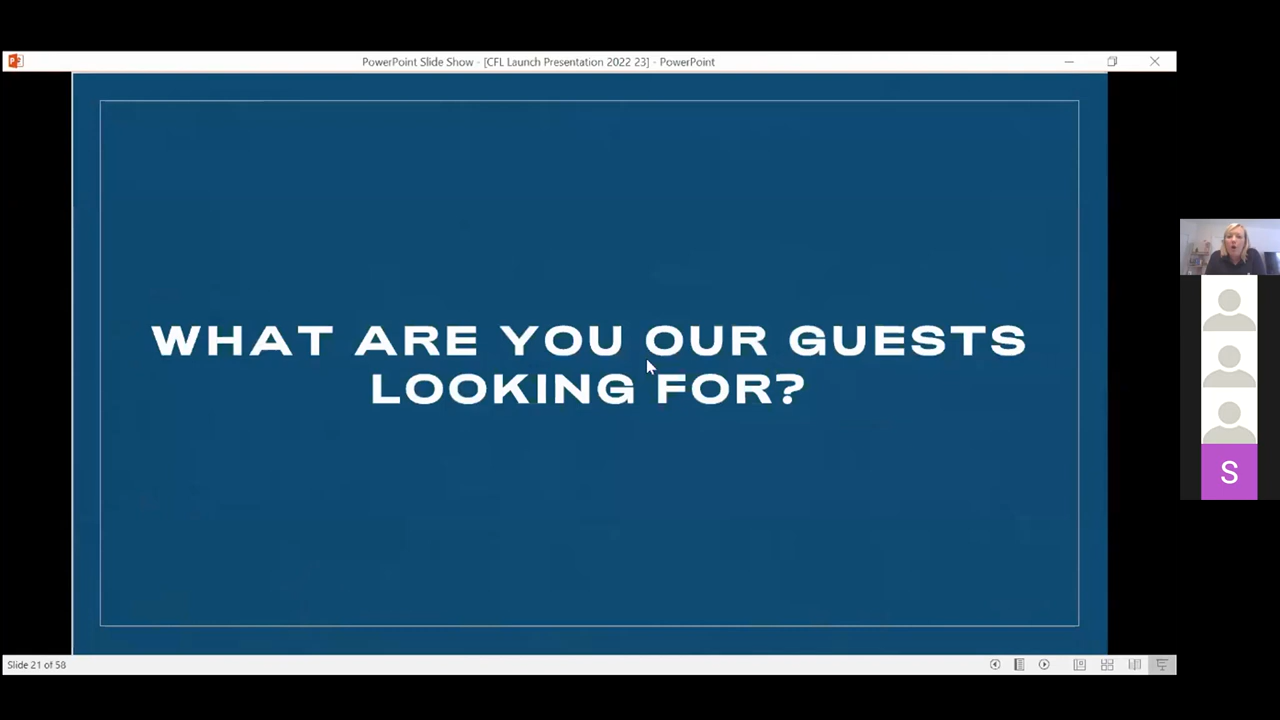 PowerPoint Slide Show - [CFL Launch Presentation 2022 23] - PowerPoint
WHAT ARE YOU OUR GUESTS
LOOKING FOR?
S
Slide 21 of 58